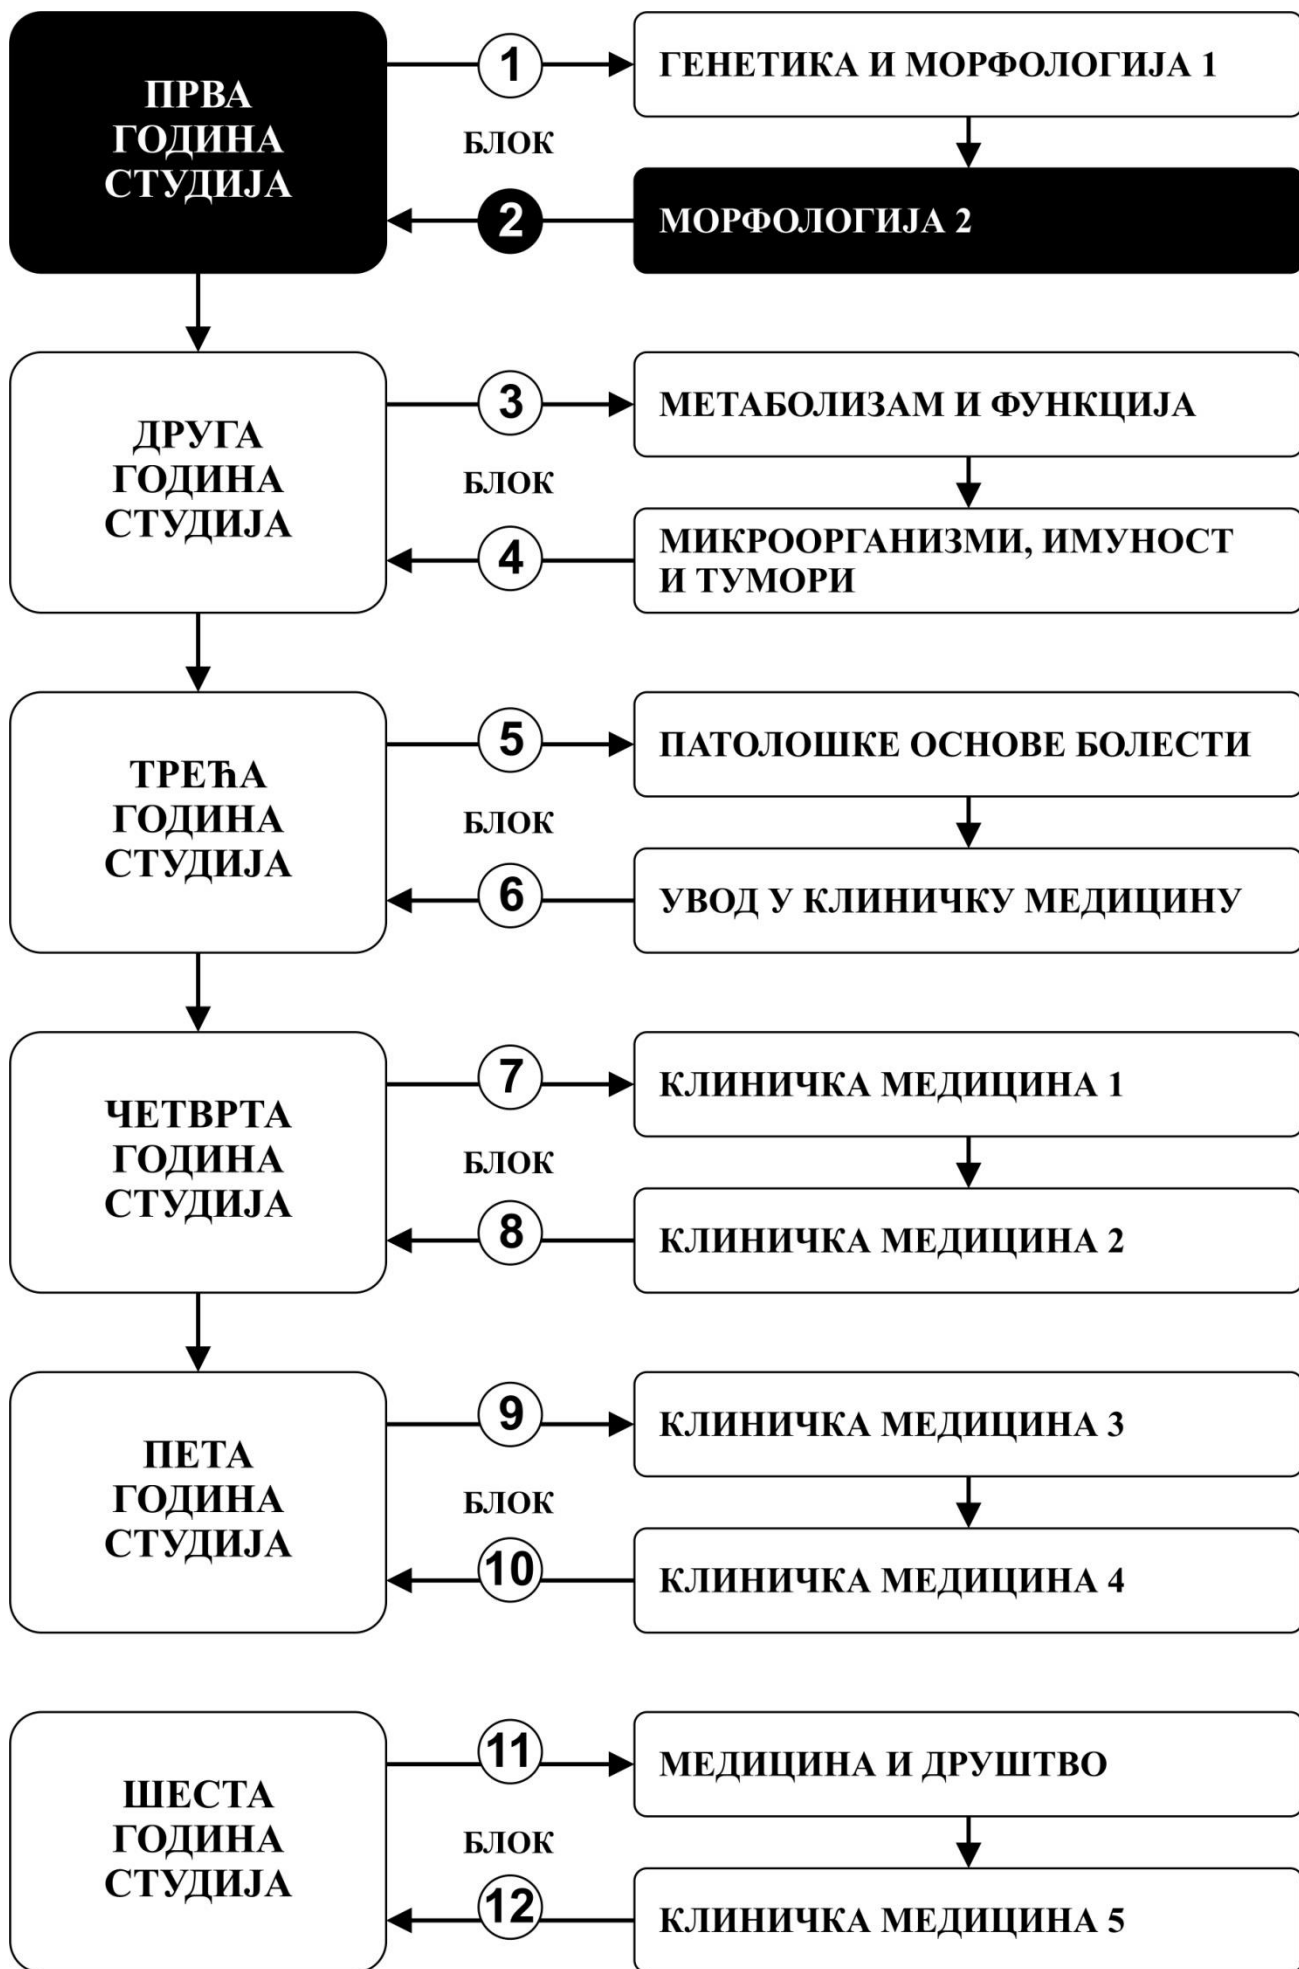 ПРВА
ГОДИНА
СТУДИЈА
1
БЛОК
2
ГЕНЕТИКА И МОРФОЛОГИЈА 1
МОРФОЛОГИЈА 2
ДРУГА
ГОДИНА
СТУДИЈА
3
БЛОК
4
МЕТАБОЛИЗАМ И ФУНКЦИЈА
МИКРООРГАНИЗМИ, ИМУНОСТ
И ТУМОРИ
ТРЕЋА
ГОДИНА
СТУДИЈА
5
БЛОК
6
ПАТОЛОШКЕ ОСНОВЕ БОЛЕСТИ
УВОД У КЛИНИЧКУ МЕДИЦИНУ
ЧЕТВРТА
ГОДИНА
СТУДИЈА
7
БЛОК
8
КЛИНИЧКА МЕДИЦИНА 1
КЛИНИЧКА МЕДИЦИНА 2
ПЕТА
ГОДИНА
СТУДИЈА
9
БЛОК
10
КЛИНИЧКА МЕДИЦИНА 3
КЛИНИЧКА МЕДИЦИНА 4
ШЕСТА
ГОДИНА
СТУДИЈА
11
БЛОК
12
МЕДИЦИНА И ДРУШТВО
КЛИНИЧКА МЕДИЦИНА 5